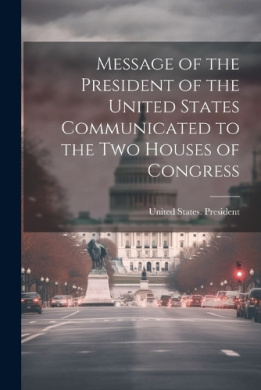 Message of the
President of the
United States
Communicated to
the Two Houses of
Congress
United States. President